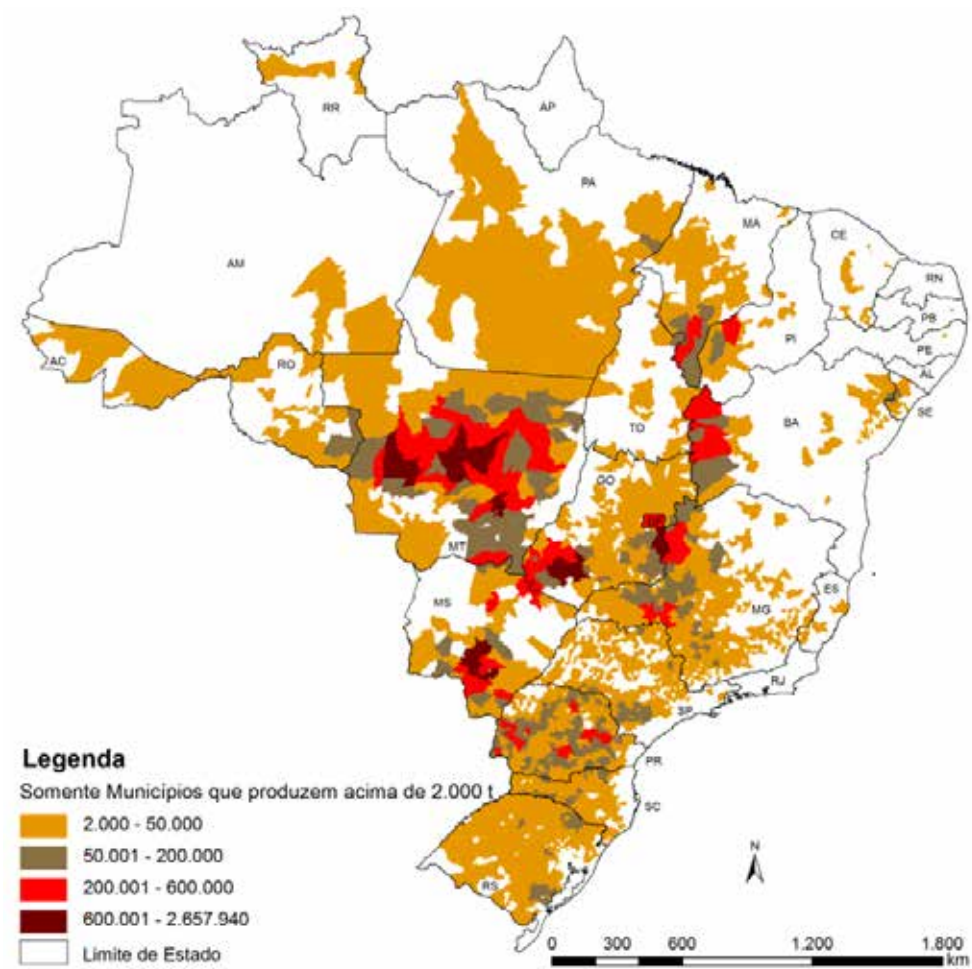 RR
AP
PA
MA
CE
AM
RN
PB
PI
PE
AC
RO
AL
SE
TO
BA
GO
DF
MT
MS
MG
ES
RJ
SP
PR
SC
RS
Legenda
Somente Municípios que produzem acima de 2.000 t
2.000 - 50.000
50.001 - 200.000
200.001 - 600.000
600.001 - 2.657.940
Limite de Estado
N
0 300 600 1.200 1.800
km